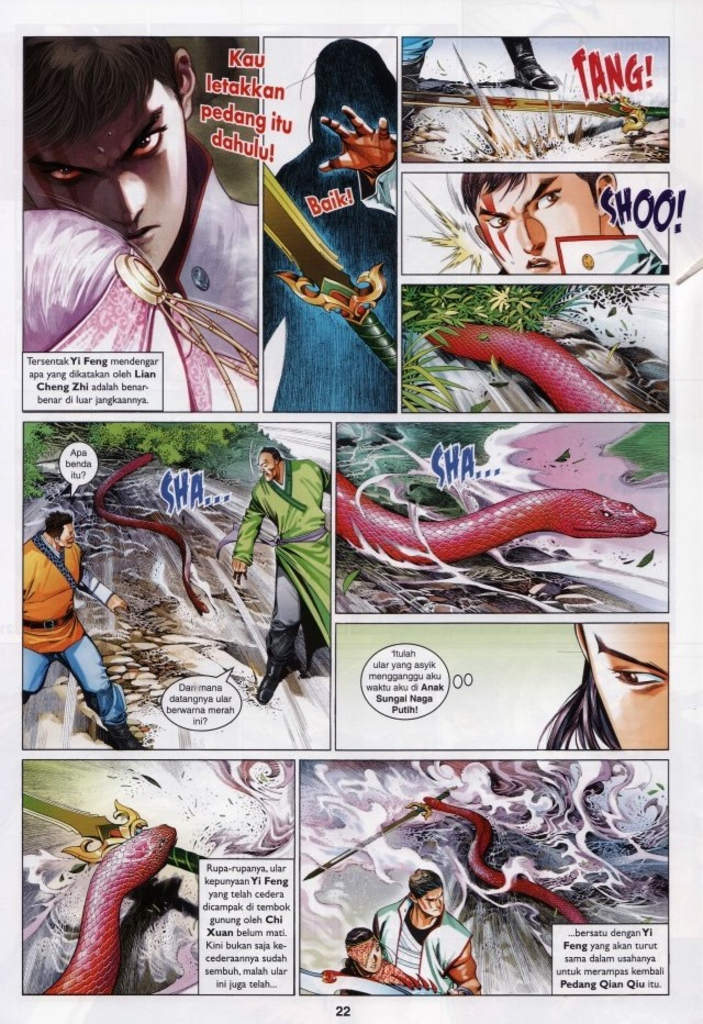 Kau
letakkan
pedang itu
dahulu!
Tersentak Yi Feng mendengar
apa yang dikatakan oleh Lian
Cheng Zhi adalah benar-
benar di luar jangkaannya.
Baik!
TANG!
SHOO!
Apa
benda
itu?
SHA...
Dari mana
datangnya ular
berwarna merah
ini?
SHA...
'Itulah
ular yang asyik
mengganggu aku
waktu aku di Anak
Sungai Naga
Putih!
Rupa-rupanya, ular
kepunyaan Yi Feng
yang telah cedera
dicampak di tembok
gunung oleh Chi
Xuan belum mati.
Kini bukan saja ke-
cederaannya sudah
sembuh, malah ular
ini juga telah...
...bersatu dengan Yi
Feng yang akan turut
sama dalam usahanya
untuk merampas kembali
Pedang Qian Qiu itu.
22